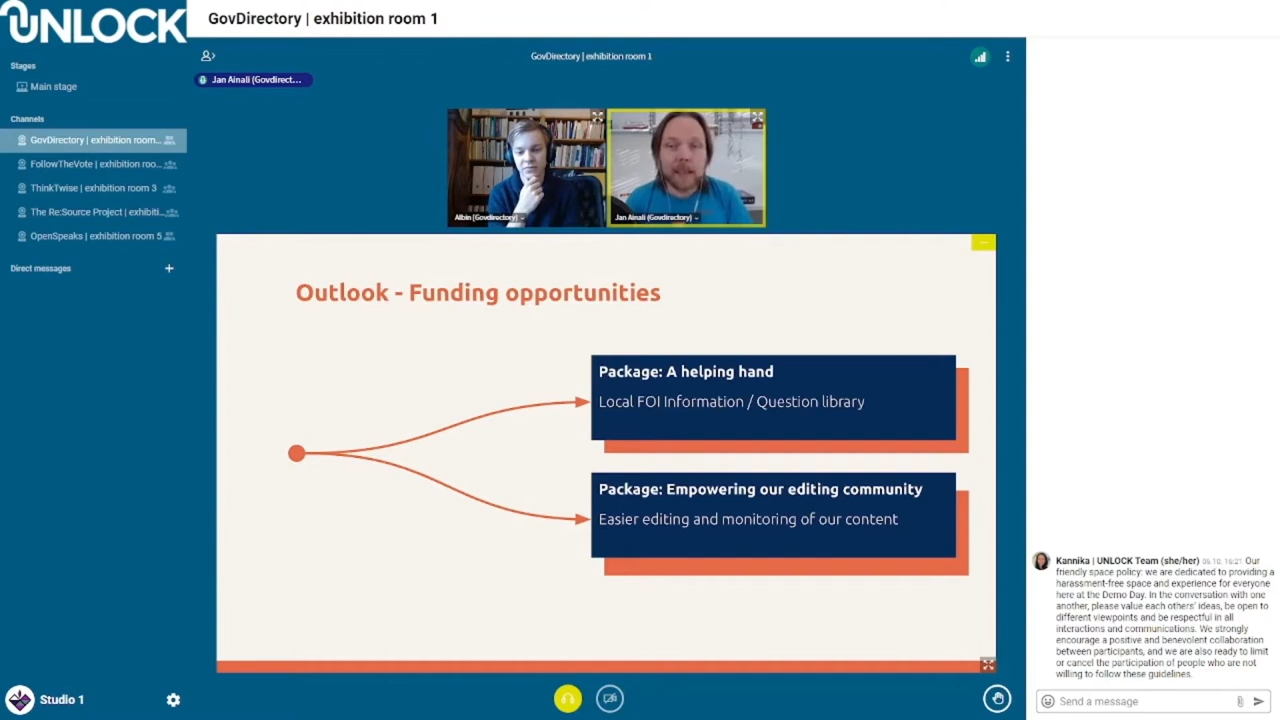 UNLOCK
GovDirectory | exhibition room 1
Stages
Main stage
Channels
GovDirectory | exhibition room...
FollowTheVote | exhibition roo...
ThinkTwise | exhibition room 3
The Re:Source Project | exhibiti...
OpenSpeaks | exhibition room 5
Direct messages
GovDirectory | exhibition room 1
Jan Ainali (Govdirect...
Albin (Govdirectory)
Jan Ainali (Govdirectory)
Outlook - Funding opportunities
Package: A helping hand
Local FOI Information / Question library
Package: Empowering our editing community
Easier editing and monitoring of our content
Kannika | UNLOCK Team (she/her) 05.10, 16:21 Our
friendly space policy: we are dedicated to providing a
harassment-free space and experience for everyone
here at the Demo Day. In the conversation with one
another, please value each others' ideas, be open to
different viewpoints and be respectful in all
interactions and communications. We strongly
encourage a positive and benevolent collaboration
between participants, and we are also ready to limit
or cancel the participation of people who are not
willing to follow these guidelines.
Studio 1
Send a message